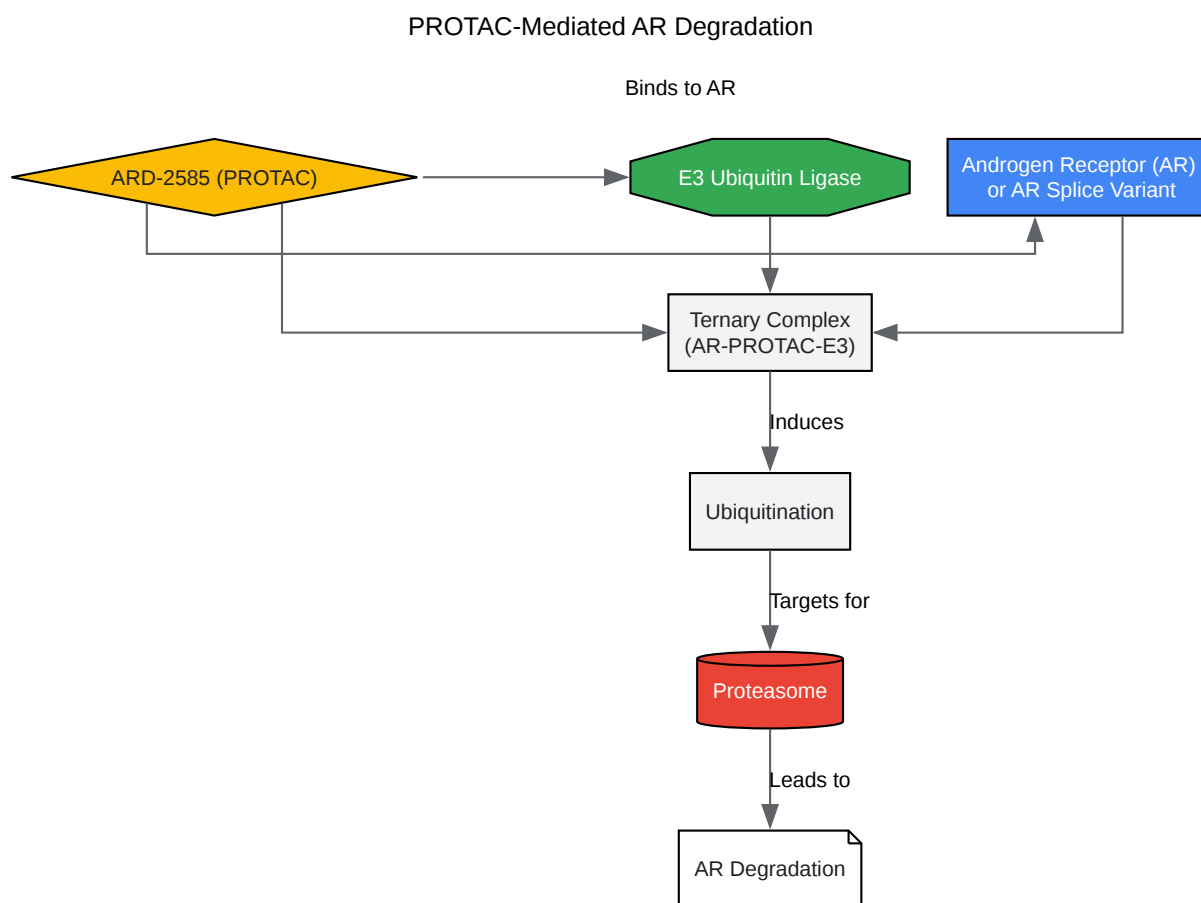 PROTAC-Mediated AR Degradation
Binds to AR
ARD-2585 (PROTAC)
E3 Ubiquitin Ligase
Androgen Receptor (AR)
or AR Splice Variant
Ternary Complex
(AR-PROTAC-E3)
Induces
Ubiquitination
Targets for
Proteasome
Leads to
AR Degradation